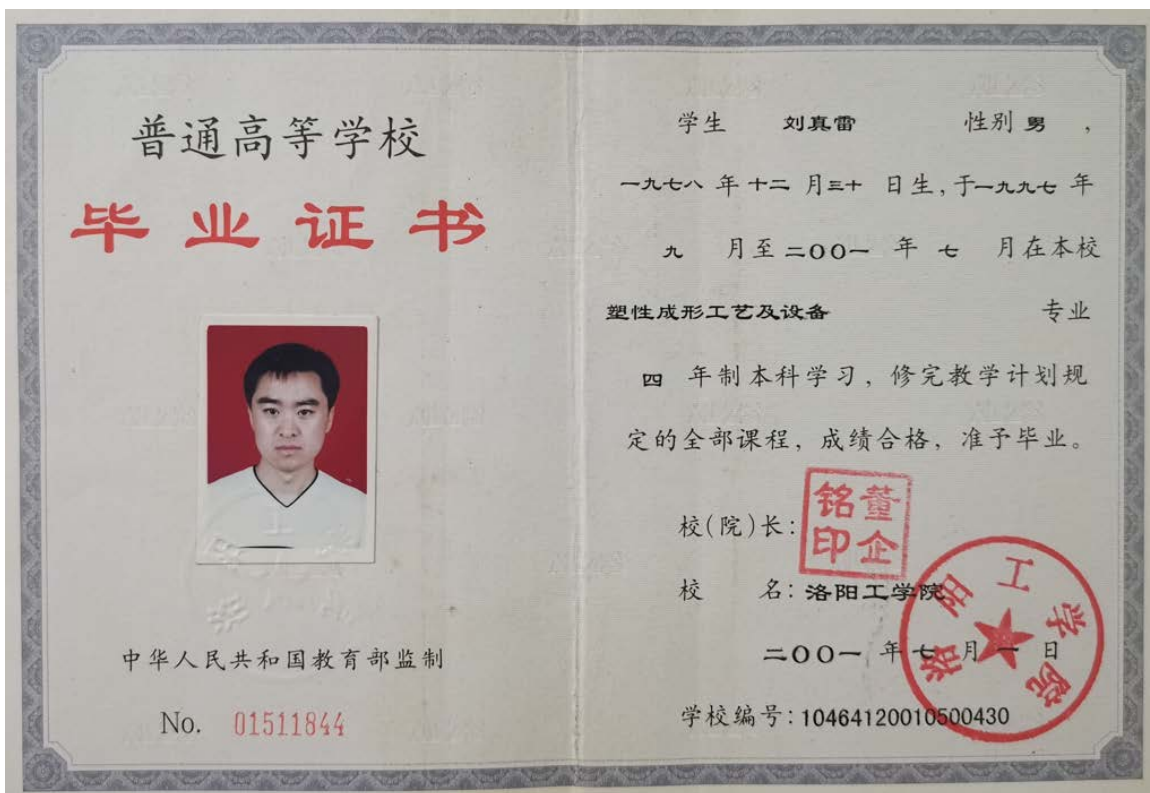 普通高等学校
毕业证书
中华人民共和国教育部监制
No. 01511844
学生 刘真雷 性别 男 ,
一九七八 年 十二 月 三十 日生,于 一九九七 年
九 月至 二〇〇一 年 七 月在本校
塑性成形工艺及设备 专业
四 年制本科学习,修完教学计划规
定的全部课程,成绩合格,准予毕业。
校(院)长:
董企铭印
校 名: 洛阳工学院
洛阳工学院
二〇〇一 年 七 月 一 日
学校编号: 10464120010500430